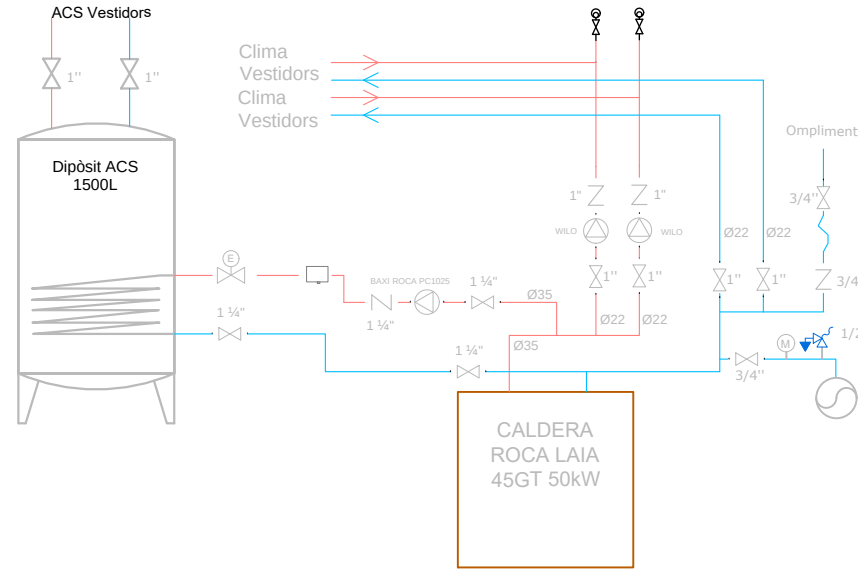 ACS Vestidors
1"
1"
Clima
Vestidors
Clima
Vestidors
Ompliment
Dipòsit ACS
1500L
3/4"
1"
1"
WILO
WILO
Ø22
Ø22
E
BAXI ROCA PC1025
1 ¼"
1"
1"
1"
1"
3/4
Ø35
1 ¼"
1 ¼"
Ø22
Ø22
Ø35
1 ¼"
M
1/2
3/4"
CALDERA
ROCA LAIA
45GT 50kW